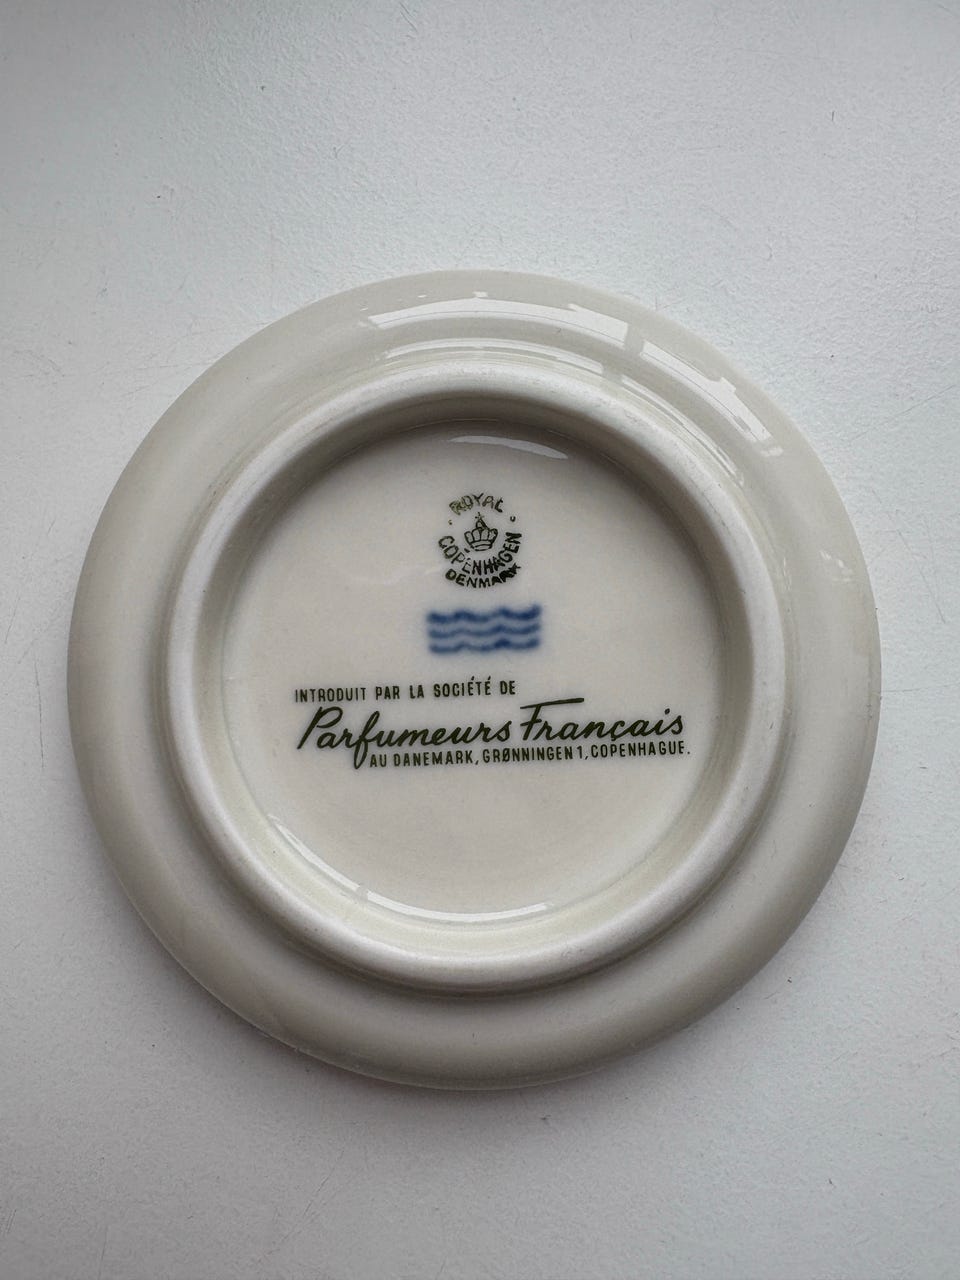 ROYAL
COPENHAGEN
DENMARK
INTRODUIT PAR LA SOCIÉTÉ DE
Parfumeurs Français
AU DANEMARK, GRØNNINGEN 1, COPENHAGUE.